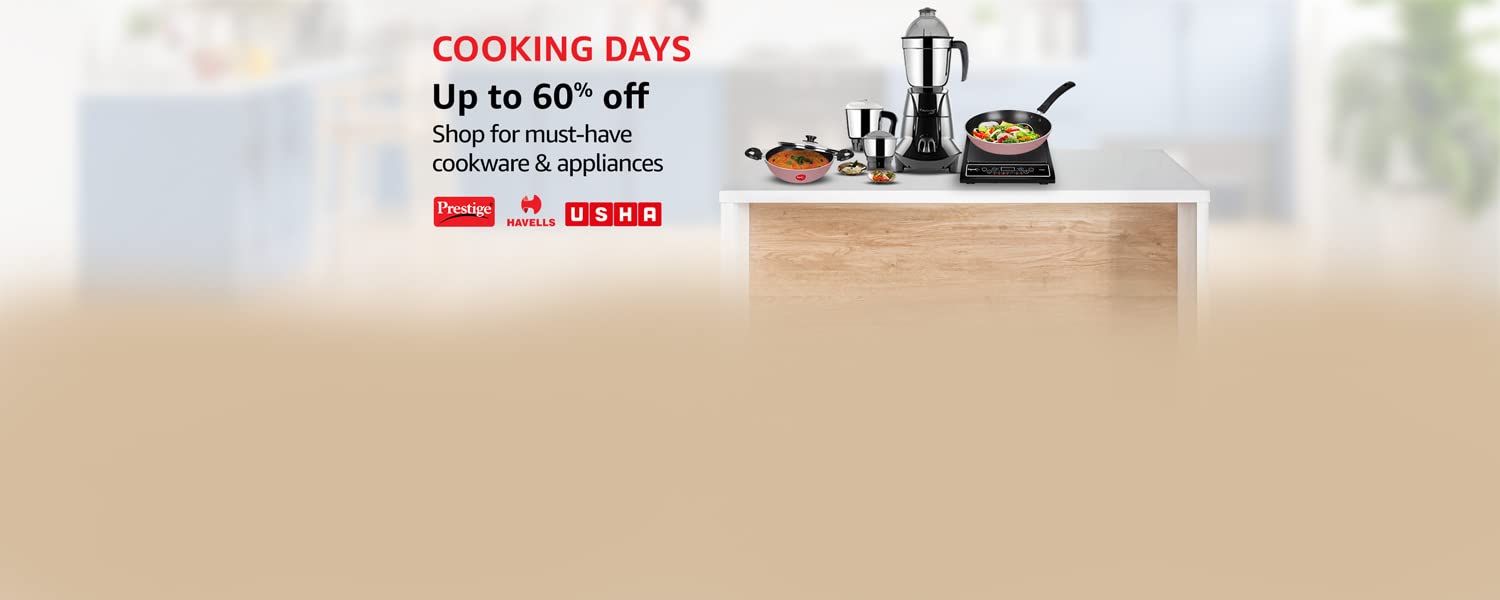 COOKING DAYS
Up to 60% off
Shop for must-have
cookware & appliances
Prestige
HAVELLS
USHA